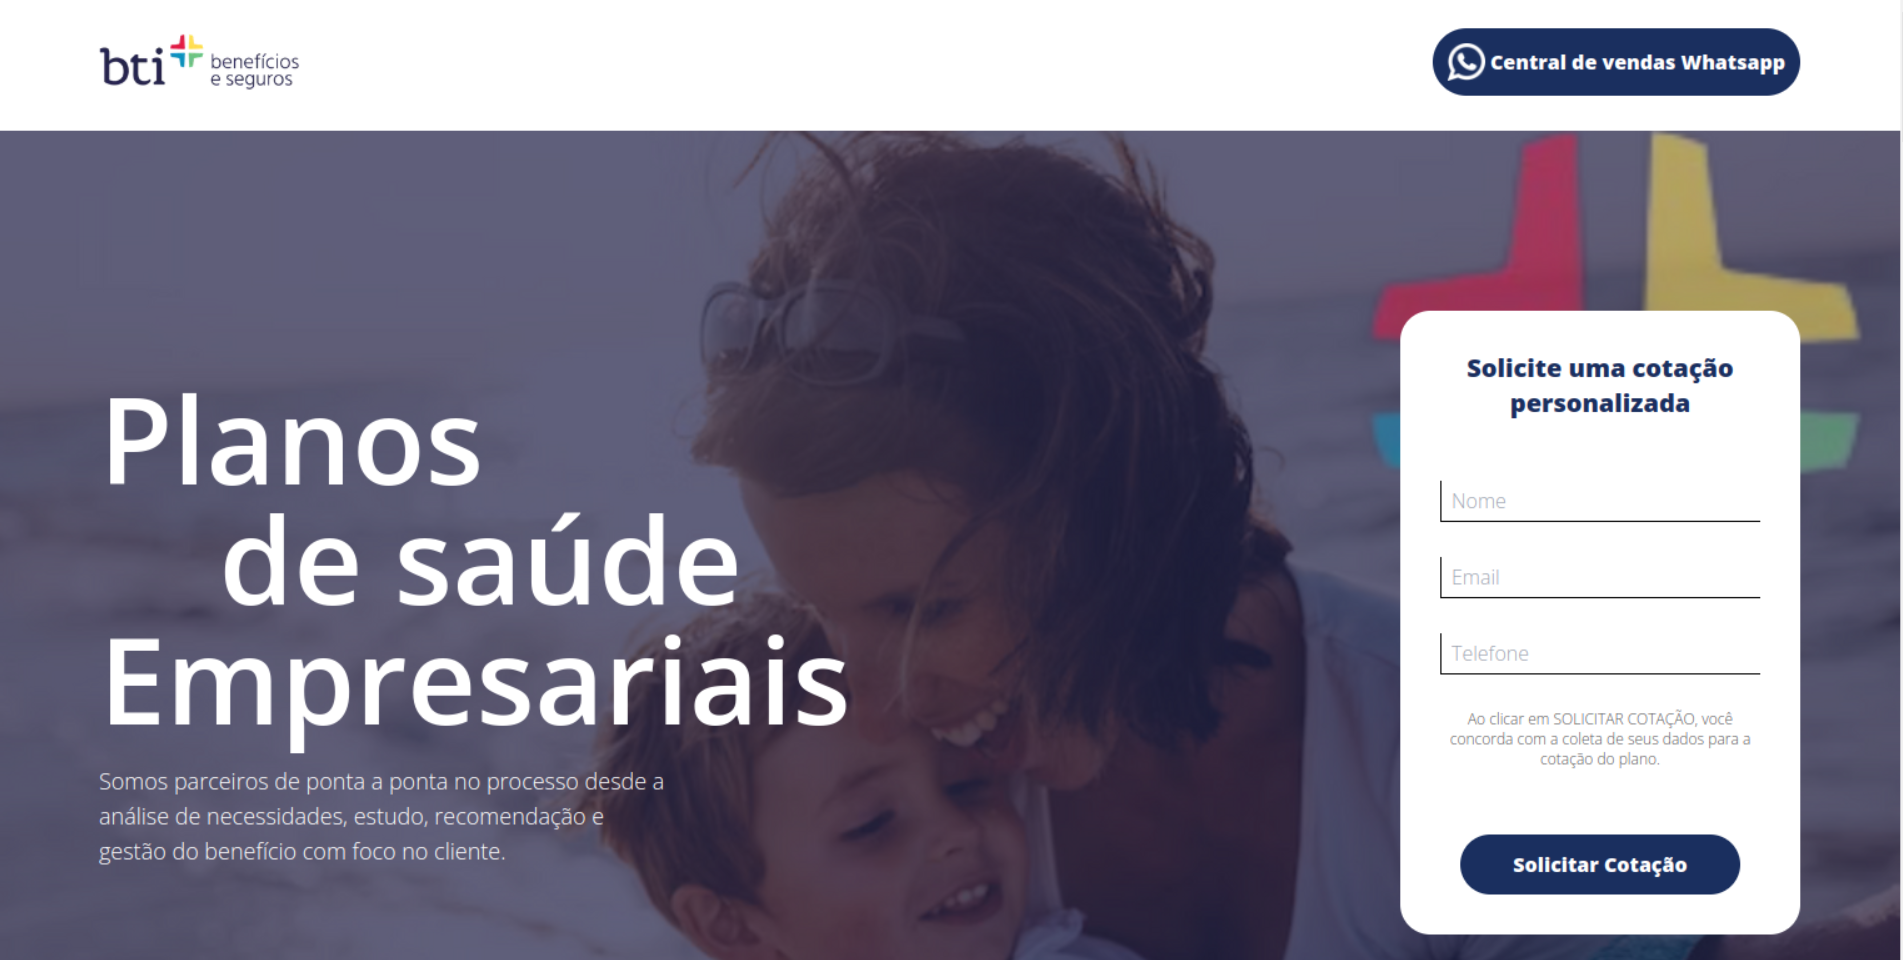 bti benefícios
e seguros
Central de vendas Whatsapp
Planos
de saúde
Empresariais
Somos parceiros de ponta a ponta no processo desde a
análise de necessidades, estudo, recomendação e
gestão do benefício com foco no cliente.
Solicite uma cotação
personalizada
Nome
Email
Telefone
Ao clicar em SOLICITAR COTAÇÃO, você
concorda com a coleta de seus dados para a
cotação do plano.
Solicitar Cotação